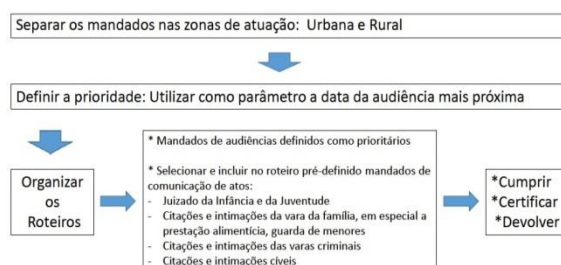 Separar os mandados nas zonas de atuação: Urbana e Rural
Definir a prioridade: Utilizar como parâmetro a data da audiência mais próxima
Organizar
os
Roteiros
* Mandados de audiências definidos como prioritários
* Selecionar e incluir no roteiro pré-definido mandados de
comunicação de atos:
- Juizado da Infância e da Juventude
- Citações e intimações da vara da família, em especial a
prestação alimentícia, guarda de menores
- Citações e intimações das varas criminais
- Citações e intimações cíveis
*Cumprir
*Certificar
*Devolver